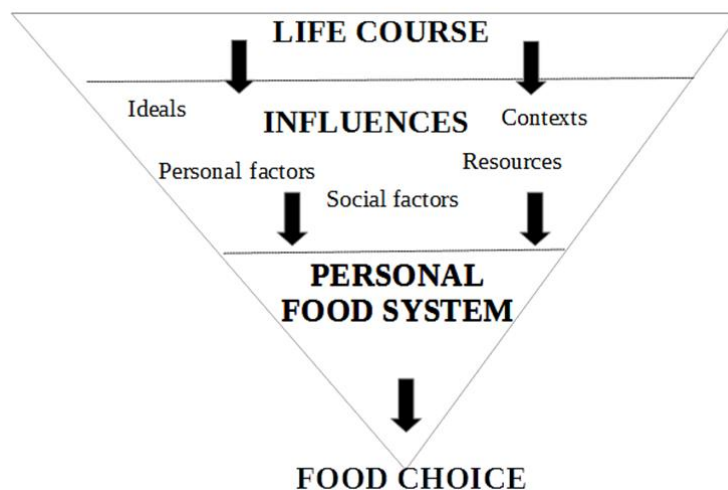 LIFE COURSE
Ideals
INFLUENCES
Contexts
Personal factors
Resources
Social factors
PERSONAL
FOOD SYSTEM
FOOD CHOICE